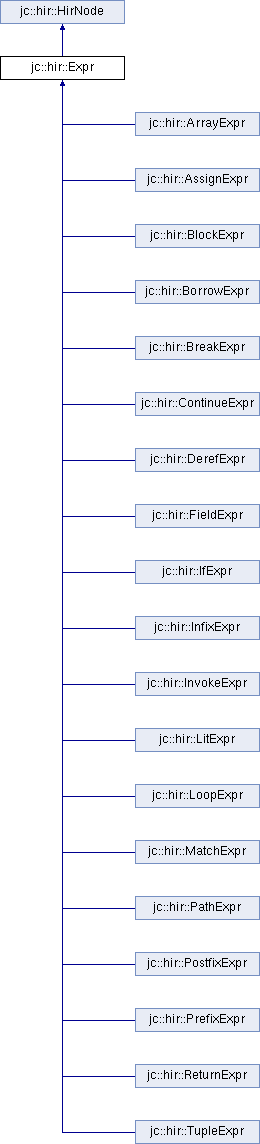 jc::hir::HirNode
jc::hir::Expr
jc::hir::ArrayExpr
jc::hir::AssignExpr
jc::hir::BlockExpr
jc::hir::BorrowExpr
jc::hir::BreakExpr
jc::hir::ContinueExpr
jc::hir::DerefExpr
jc::hir::FieldExpr
jc::hir::IfExpr
jc::hir::InfixExpr
jc::hir::InvokeExpr
jc::hir::LitExpr
jc::hir::LoopExpr
jc::hir::MatchExpr
jc::hir::PathExpr
jc::hir::PostfixExpr
jc::hir::PrefixExpr
jc::hir::ReturnExpr
jc::hir::TupleExpr